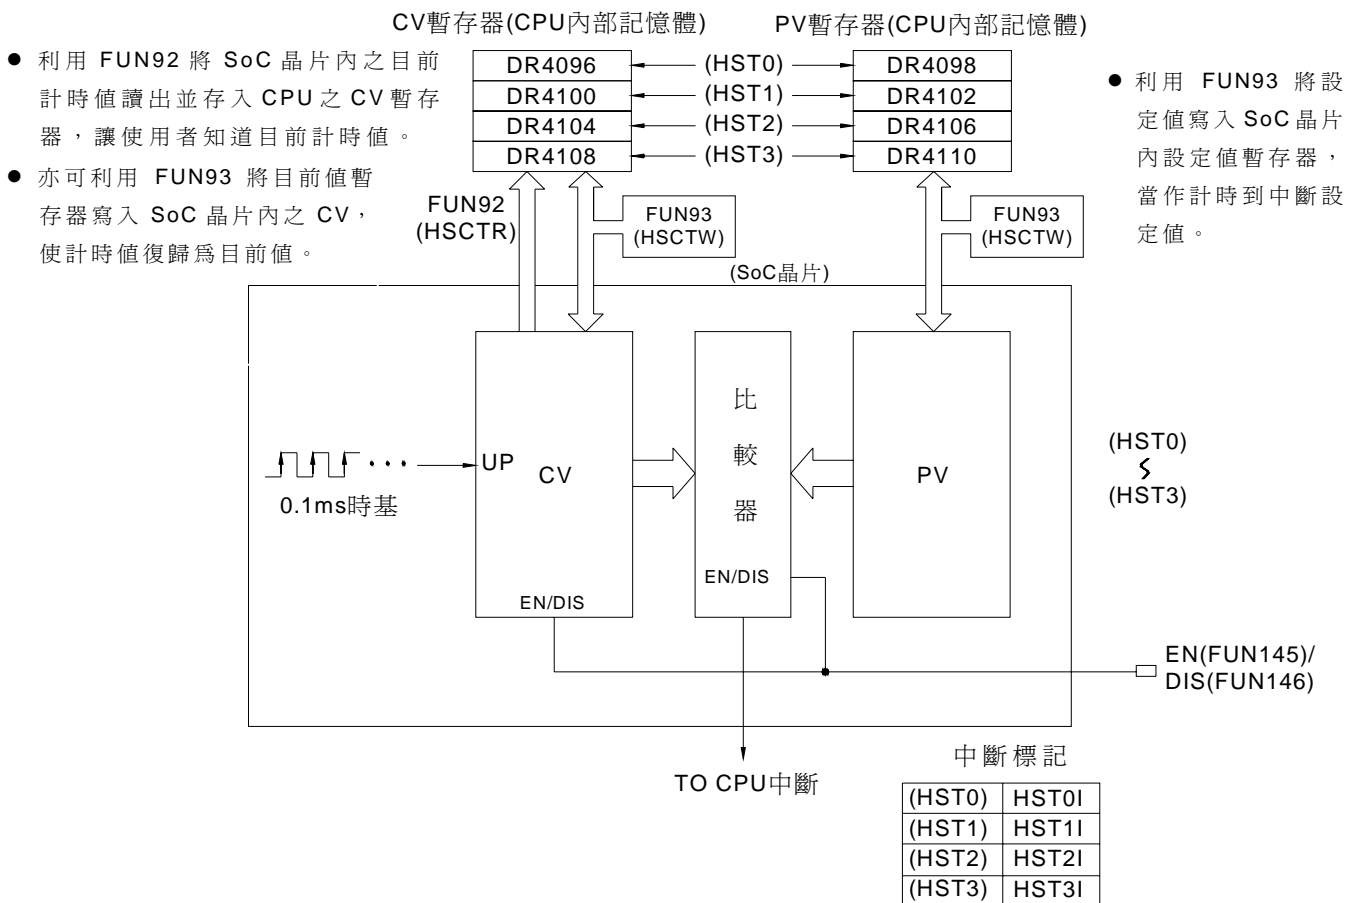 CV暫存器(CPU內部記憶體)
PV暫存器(CPU內部記憶體)
● 利用 FUN92 將 SoC 晶片內之目前
計時值讀出並存入 CPU 之 CV 暫存
器，讓使用者知道目前計時值。
● 亦可利用 FUN93 將目前值暫
存器寫入 SoC 晶片內之 CV，
使計時值復歸爲目前值。
DR4096 (HST0) DR4098
DR4100 (HST1) DR4102
DR4104 (HST2) DR4106
DR4108 (HST3) DR4110
● 利用 FUN93 將設
定值寫入 SoC 晶片
內設定值暫存器，
當作計時到中斷設
定值。
FUN92
(HSCTR)
FUN93
(HSCTW)
FUN93
(HSCTW)
(SoC晶片)
UP
CV
EN/DIS
比
較
器
EN/DIS
PV
0.1ms時基
(HST0)
(HST3)
EN(FUN145)/
DIS(FUN146)
TO CPU中斷
中斷標記
(HST0) HST0I
(HST1) HST1I
(HST2) HST2I
(HST3) HST3I